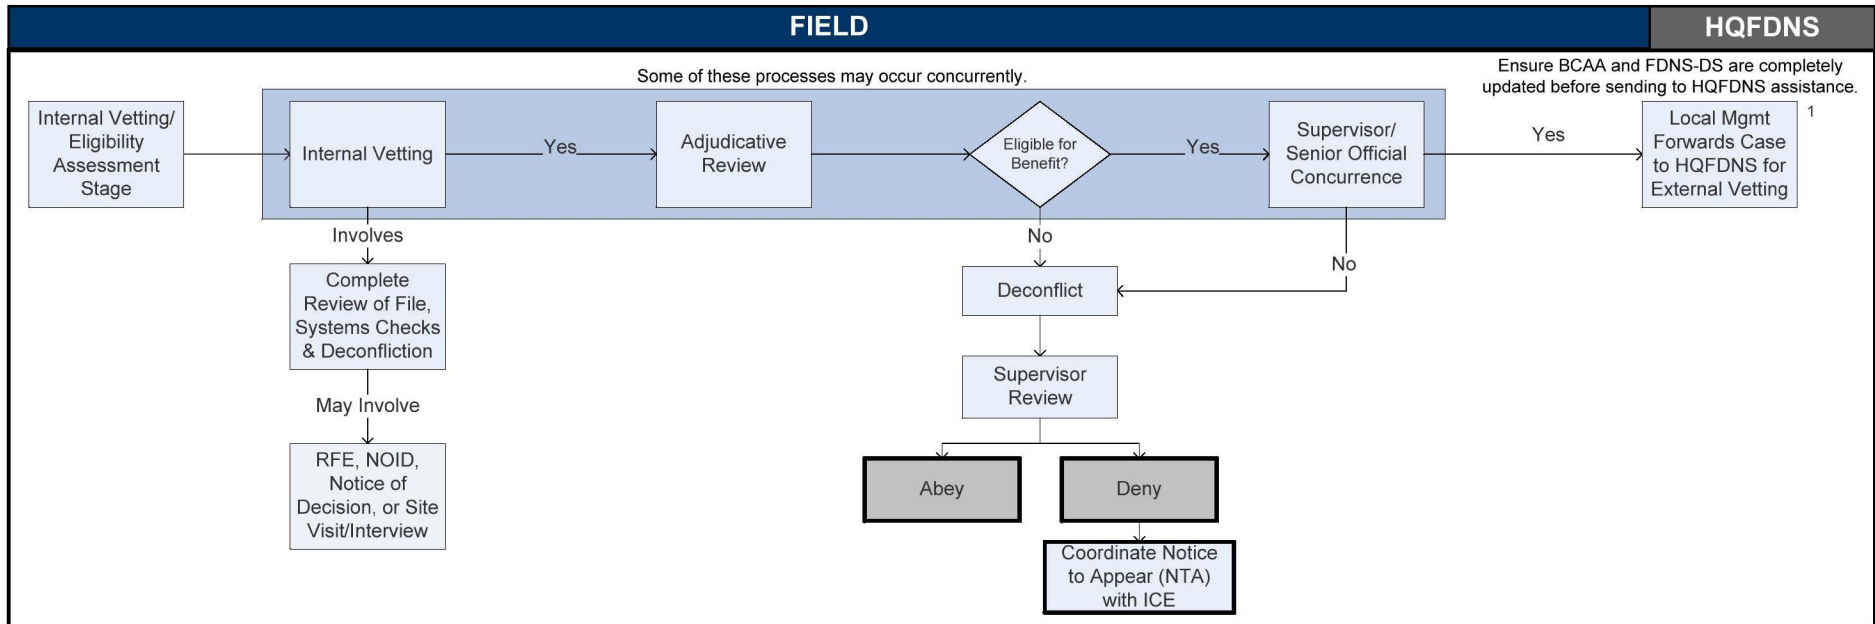 FIELD
HQFDNS
Some of these processes may occur concurrently.
Ensure BCAA and FDNS-DS are completely
updated before sending to HQFDNS assistance.
Internal Vetting/
Eligibility
Assessment
Stage
Internal Vetting
Yes
Adjudicative
Review
Eligible for
Benefit?
Yes
Supervisor/
Senior Official
Concurrence
Yes
Local Mgmt
Forwards Case
to HQFDNS for
External Vetting
1
Involves
No
No
Complete
Review of File,
Systems Checks
& Deconfliction
Deconflict
May Involve
Supervisor
Review
RFE, NOID,
Notice of
Decision, or Site
Visit/Interview
Abey
Deny
Coordinate Notice
to Appear (NTA)
with ICE